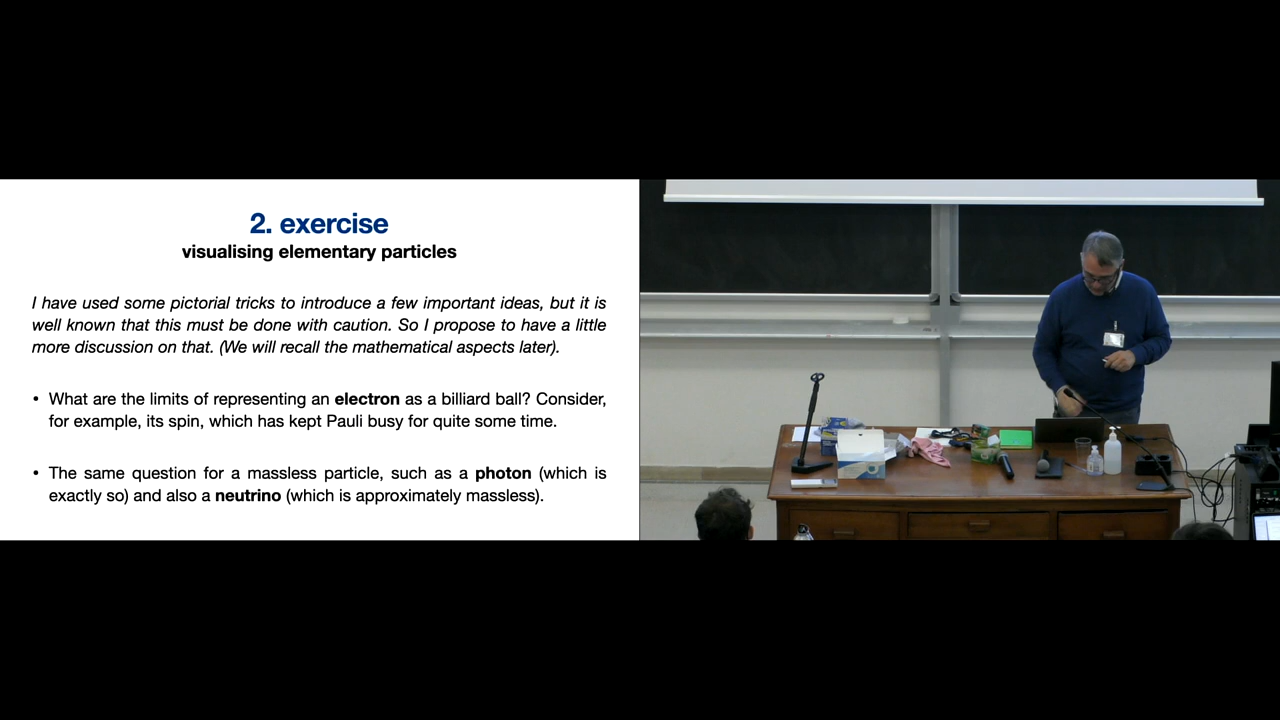 2. exercise
visualising elementary particles
I have used some pictorial tricks to introduce a few important ideas, but it is
well known that this must be done with caution. So I propose to have a little
more discussion on that. (We will recall the mathematical aspects later).
• What are the limits of representing an electron as a billiard ball? Consider,
for example, its spin, which has kept Pauli busy for quite some time.
• The same question for a massless particle, such as a photon (which is
exactly so) and also a neutrino (which is approximately massless).